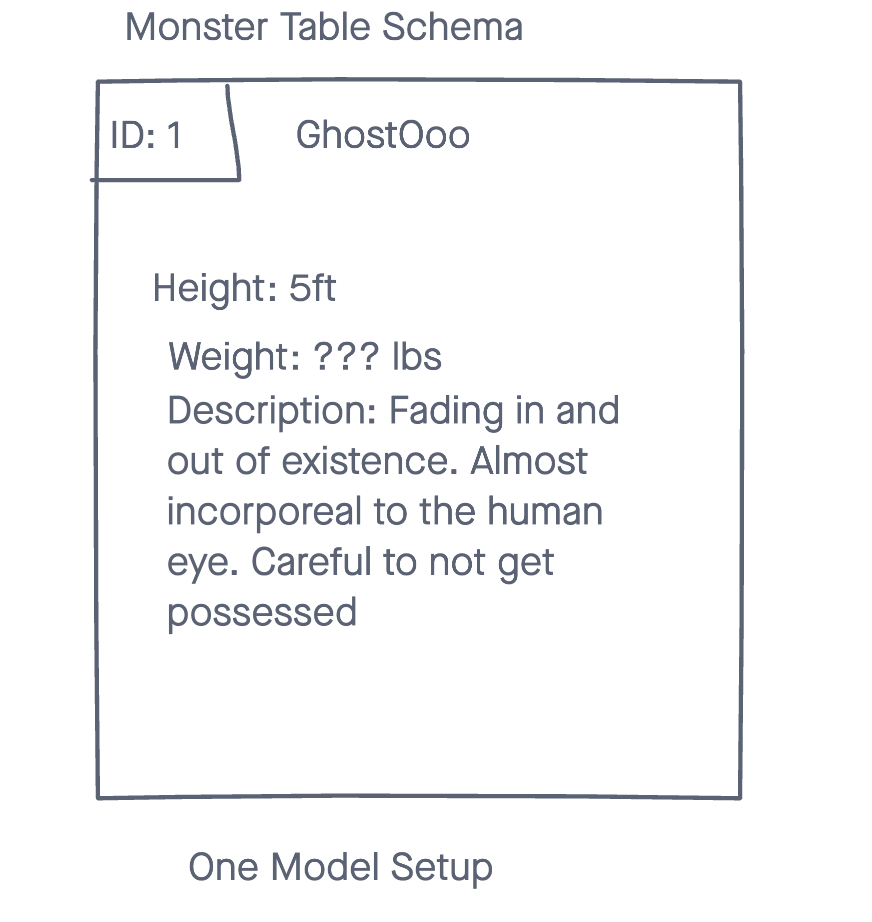 Monster Table Schema
ID: 1
GhostOoo
Height: 5ft
Weight: ??? lbs
Description: Fading in and
out of existence. Almost
incorporeal to the human
eye. Careful to not get
possessed
One Model Setup